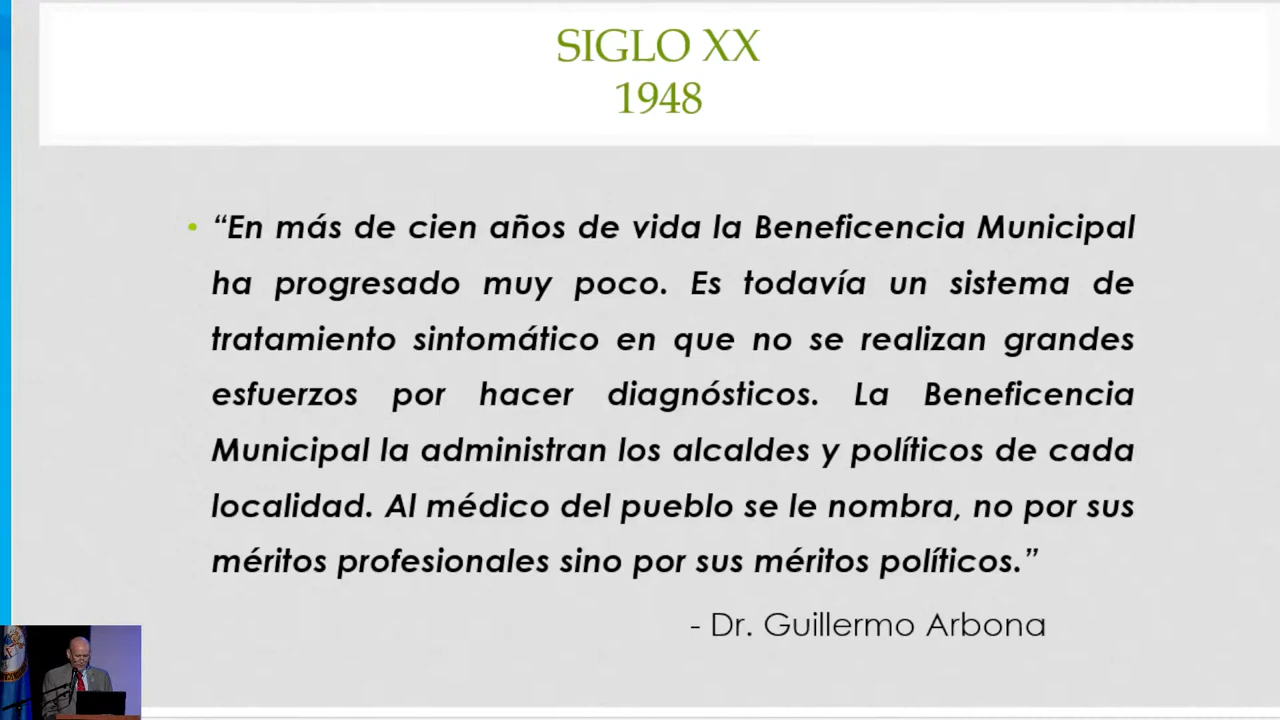 SIGLO XX
1948
• “En más de cien años de vida la Beneficencia Municipal
ha progresado muy poco. Es todavía un sistema de
tratamiento sintomático en que no se realizan grandes
esfuerzos por hacer diagnósticos. La Beneficencia
Municipal la administran los alcaldes y políticos de cada
localidad. Al médico del pueblo se le nombra, no por sus
méritos profesionales sino por sus méritos políticos.”
- Dr. Guillermo Arbona